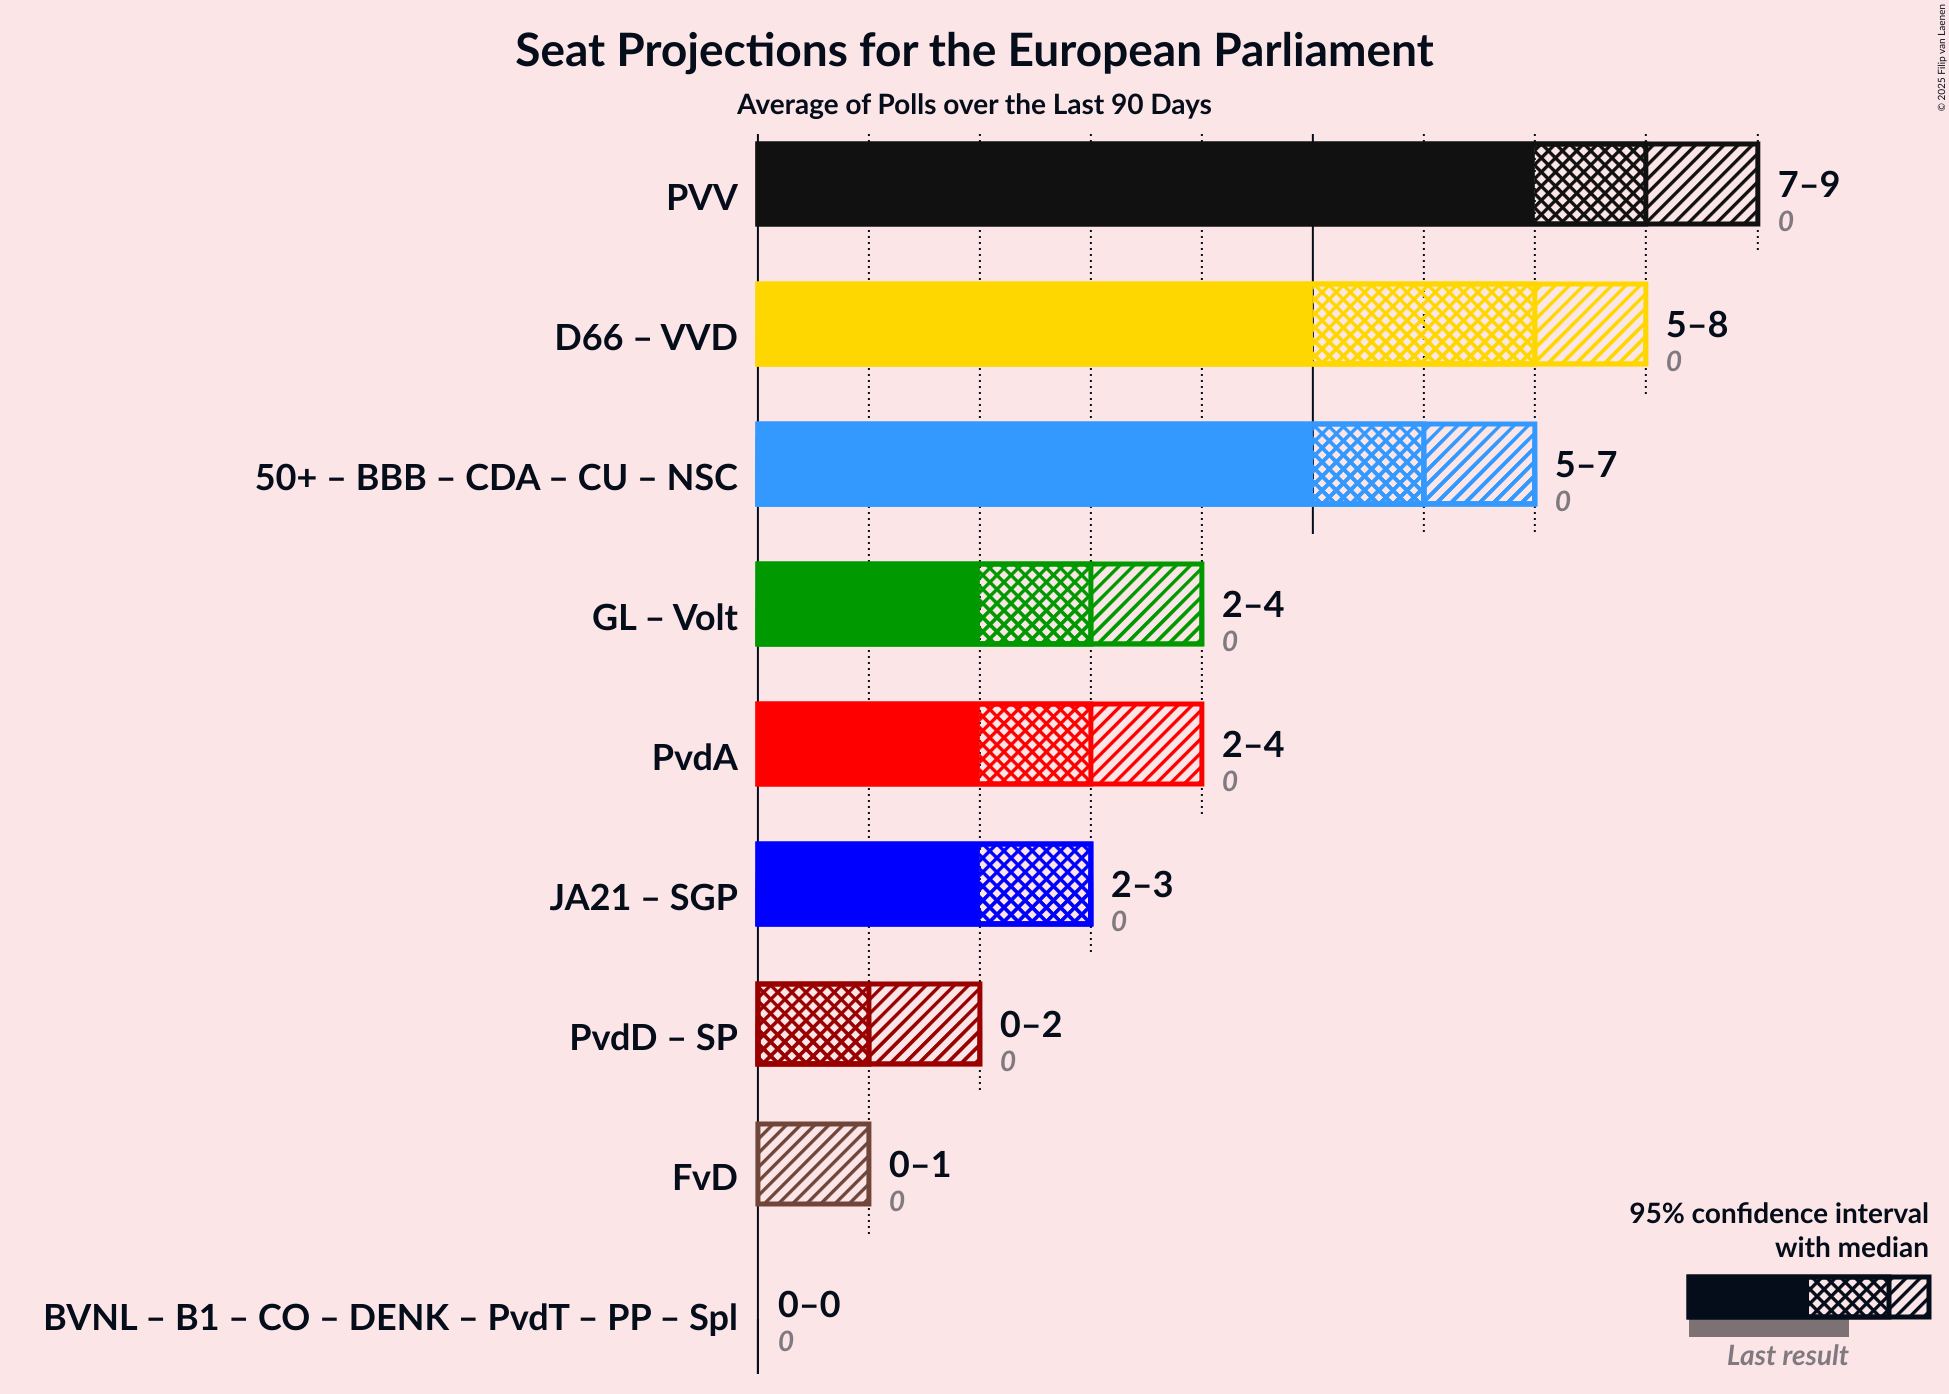 Seat Projections for the European Parliament
Average of Polls over the Last 90 Days
© 2025 Filip van Laenen
PVV
7–9
0
D66 – VVD
5–8
0
50+ – BBB – CDA – CU – NSC
5–7
0
GL – Volt
2–4
0
PvdA
2–4
0
JA21 – SGP
2–3
0
PvdD – SP
0–2
0
FvD
0–1
0
BVNL – B1 – CO – DENK – PvdT – PP – Spl
0–0
0
95% confidence interval
with median
Last result